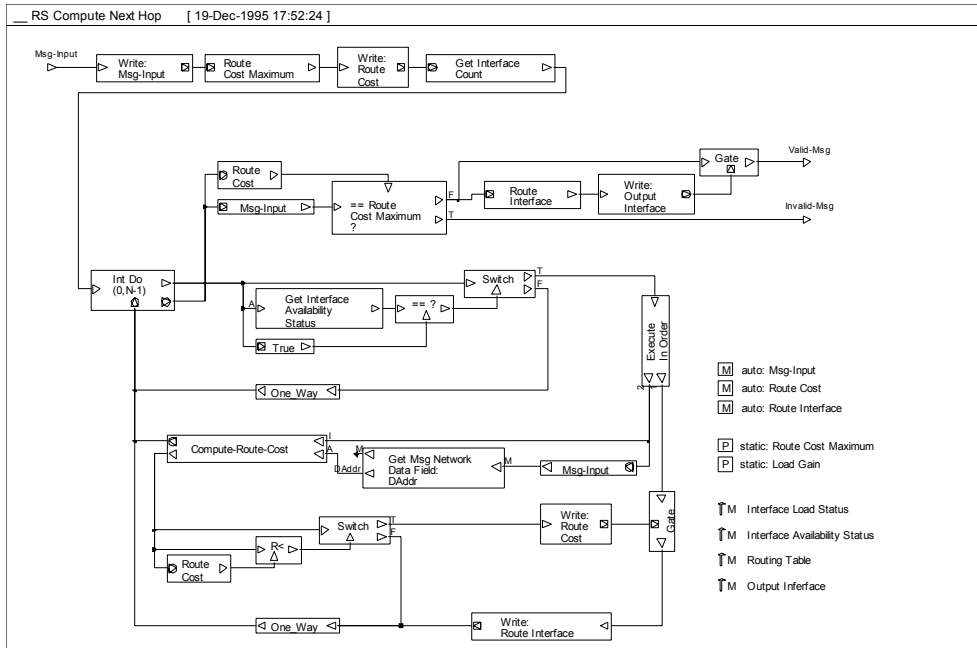 __ RS Compute Next Hop [ 19-Dec-1995 17:52:24 ]
Msg-Input
Write:
Msg-Input
Route
Cost Maximum
Write:
Route
Cost
Get Interface
Count
Route
Cost
Msg-Input
== Route
Cost Maximum
?
F
T
Route
Interface
Write:
Output
Interface
Gate
Valid-Msg
Invalid-Msg
Int Do
(0,N-1)
A
Get Interface
Availability
Status
== ?
True
Switch
T
F
One_Way
Execute
In Order
2
1
M auto: Msg-Input
M auto: Route Cost
M auto: Route Interface
P static: Route Cost Maximum
P static: Load Gain
M Interface Load Status
M Interface Availability Status
M Routing Table
M Output Inferface
Compute-Route-Cost
I
A
M
DAddr
Get Msg Network
Data Field:
DAddr
M
Msg-Input
Switch
T
F
R<
Route
Cost
Write:
Route
Cost
Gate
One_Way
Write:
Route Interface